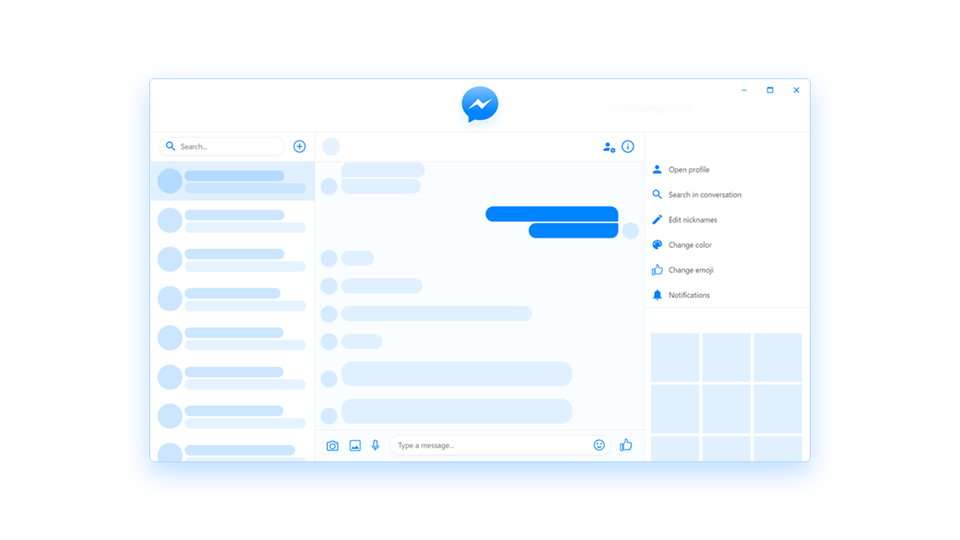 Search...
Open profile
Search in conversation
Edit nicknames
Change color
Change emoji
Notifications
Type a message...